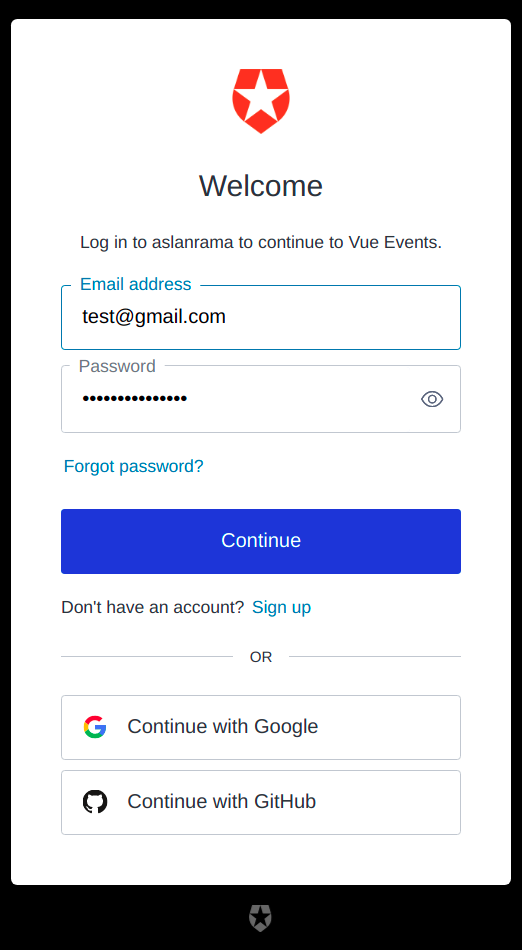 Welcome
Log in to aslanrama to continue to Vue Events.
Email address
test@gmail.com
Password
•••••••••••••••
Forgot password?
Continue
Don't have an account? Sign up
OR
Continue with Google
Continue with GitHub